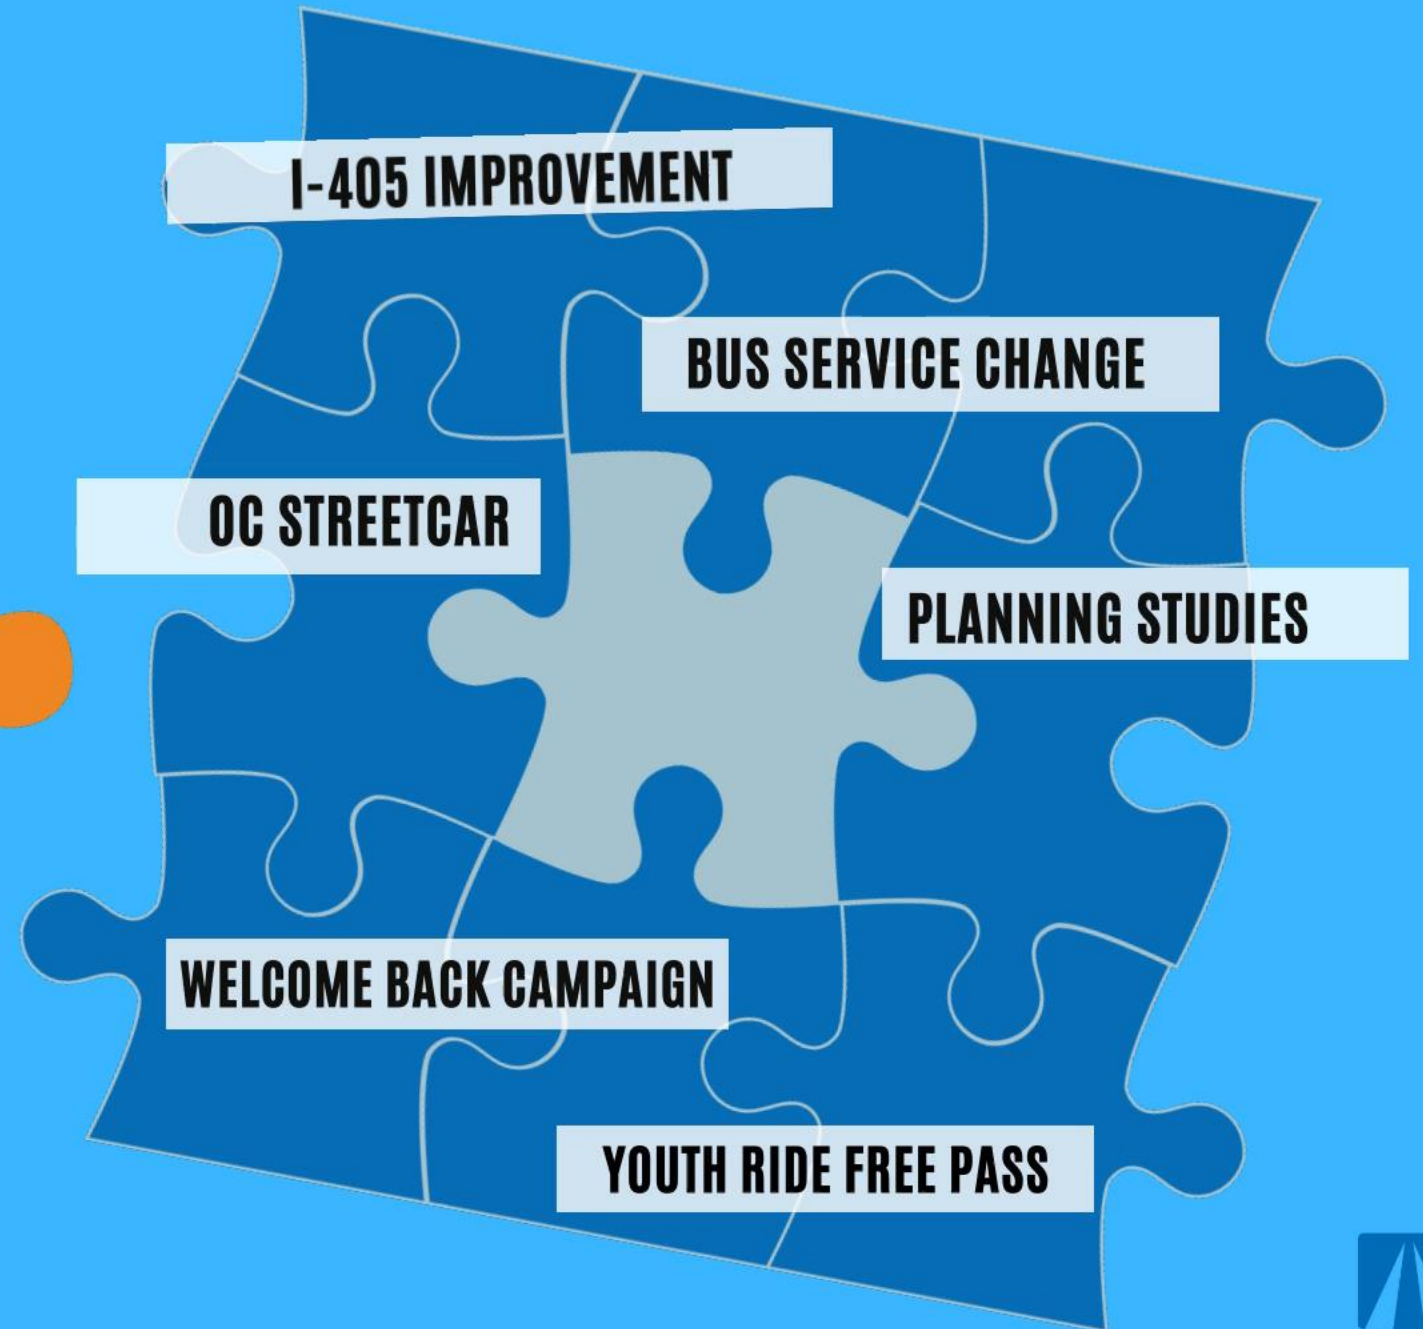 I-405 IMPROVEMENT
BUS SERVICE CHANGE
OC STREETCAR
PLANNING STUDIES
WELCOME BACK CAMPAIGN
YOUTH RIDE FREE PASS